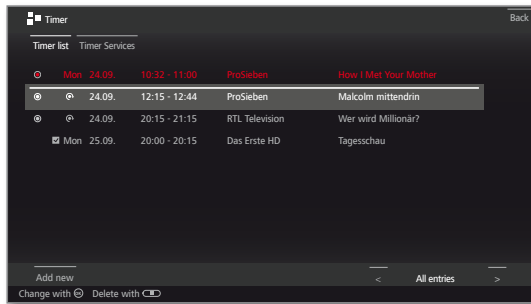 Timer
Back
Timer list Timer Services
Mon 24.09. 10:32 - 11:00 ProSieben How I Met Your Mother
24.09. 12:15 - 12:44 ProSieben Malcolm mittendrin
24.09. 20:15 - 21:15 RTL Television Wer wird Millionär?
Mon 25.09. 20:00 - 20:15 Das Erste HD Tagesschau
Add new < All entries >
Change with OK Delete with